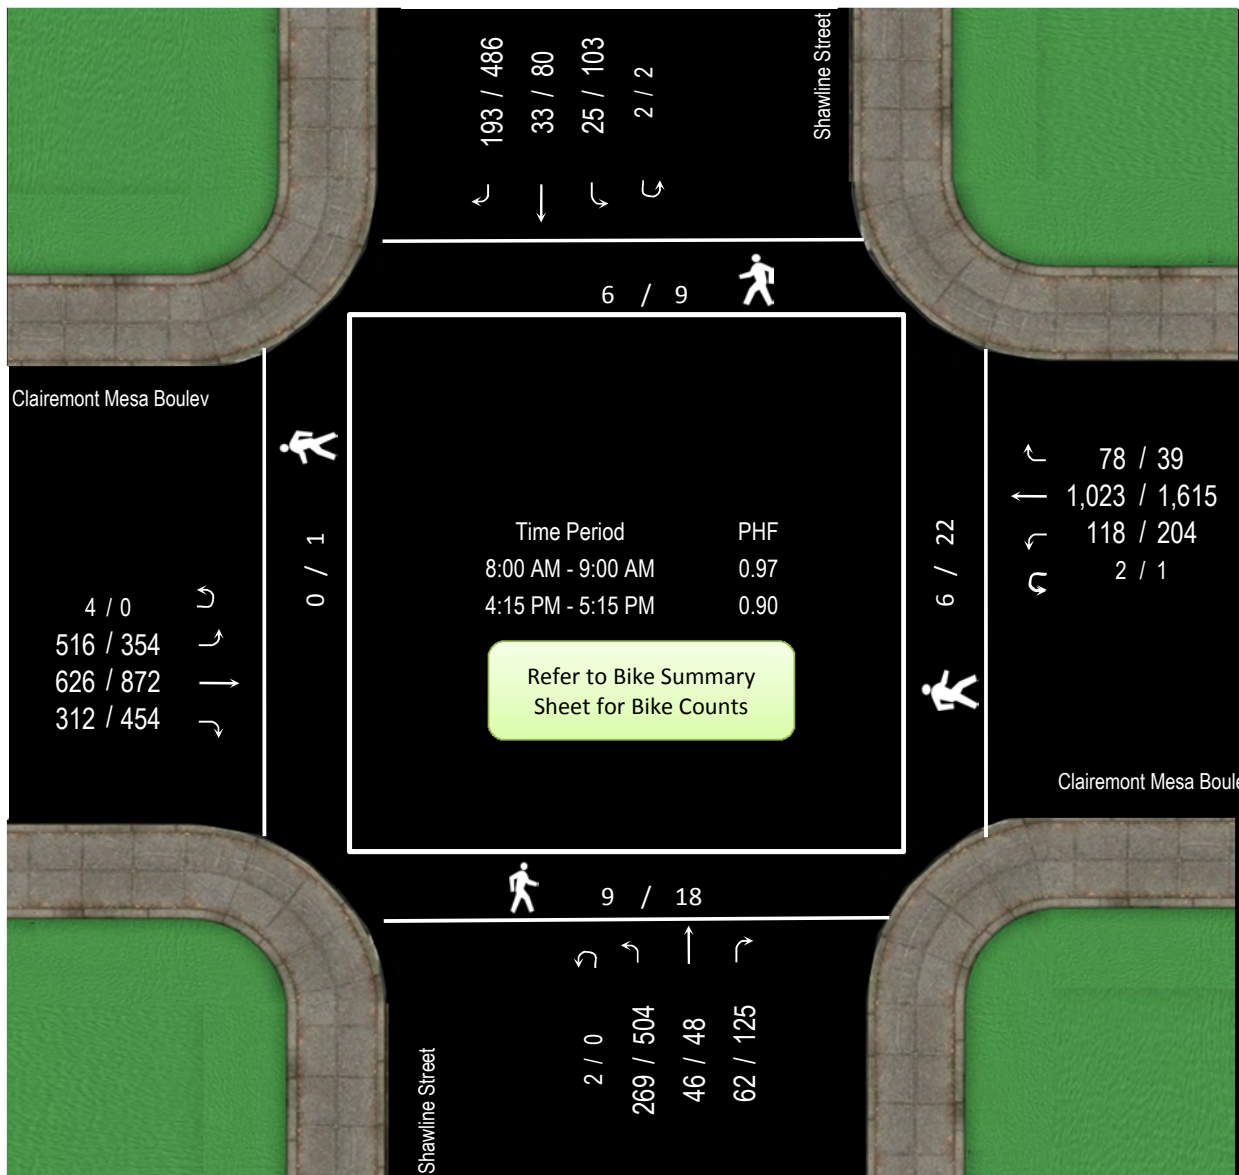 193 / 486
33 / 80
25 / 103
2 / 2
Shawline Street
6 / 9
Clairemont Mesa Boulev
0 / 1
4 / 0
516 / 354
626 / 872
312 / 454
Time Period PHF
8:00 AM - 9:00 AM 0.97
4:15 PM - 5:15 PM 0.90
Refer to Bike Summary
Sheet for Bike Counts
6 / 22
78 / 39
1,023 / 1,615
118 / 204
2 / 1
Clairemont Mesa Boule
9 / 18
2 / 0
269 / 504
46 / 48
62 / 125
Shawline Street